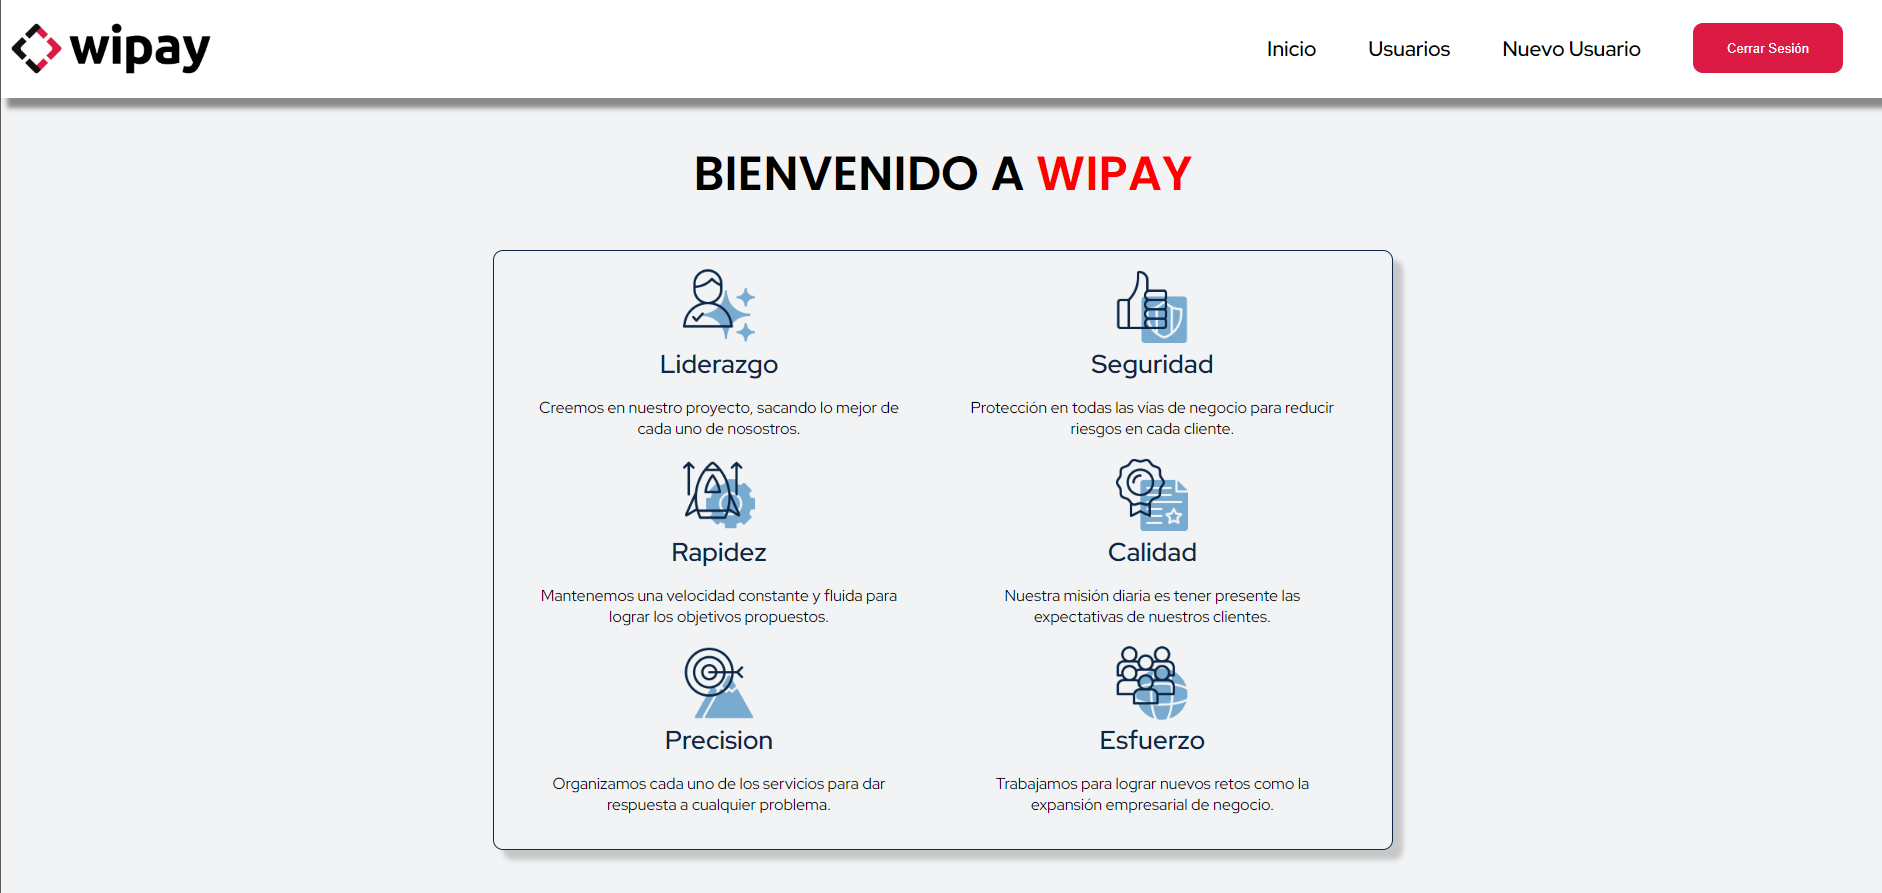 wipay
Inicio Usuarios Nuevo Usuario Cerrar Sesión
BIENVENIDO A WIPAY
Liderazgo
Creemos en nuestro proyecto, sacando lo mejor de
cada uno de nosostros.
Seguridad
Protección en todas las vías de negocio para reducir
riesgos en cada cliente.
Rapidez
Mantenemos una velocidad constante y fluida para
lograr los objetivos propuestos.
Calidad
Nuestra misión diaria es tener presente las
expectativas de nuestros clientes.
Precision
Organizamos cada uno de los servicios para dar
respuesta a cualquier problema.
Esfuerzo
Trabajamos para lograr nuevos retos como la
expansión empresarial de negocio.